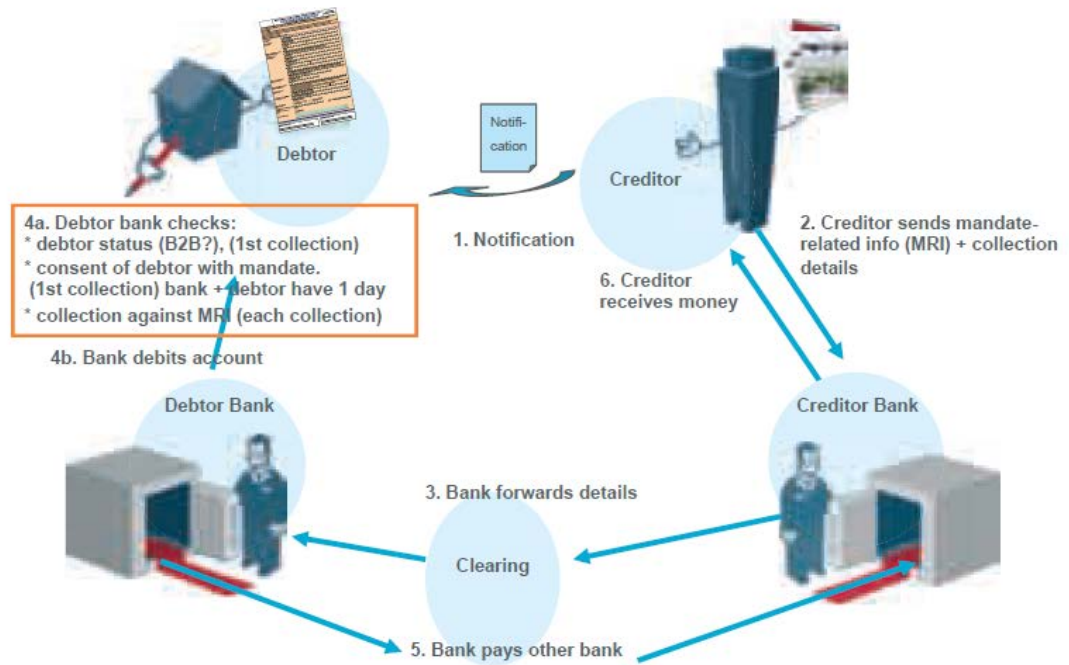 Debtor
Notifi-
cation
Creditor
1. Notification
2. Creditor sends mandate-
related info (MRI) + collection
details
6. Creditor
receives money
4a. Debtor bank checks:
* debtor status (B2B?), (1st collection)
* consent of debtor with mandate.
(1st collection) bank + debtor have 1 day
* collection against MRI (each collection)
4b. Bank debits account
Debtor Bank
Creditor Bank
3. Bank forwards details
Clearing
5. Bank pays other bank